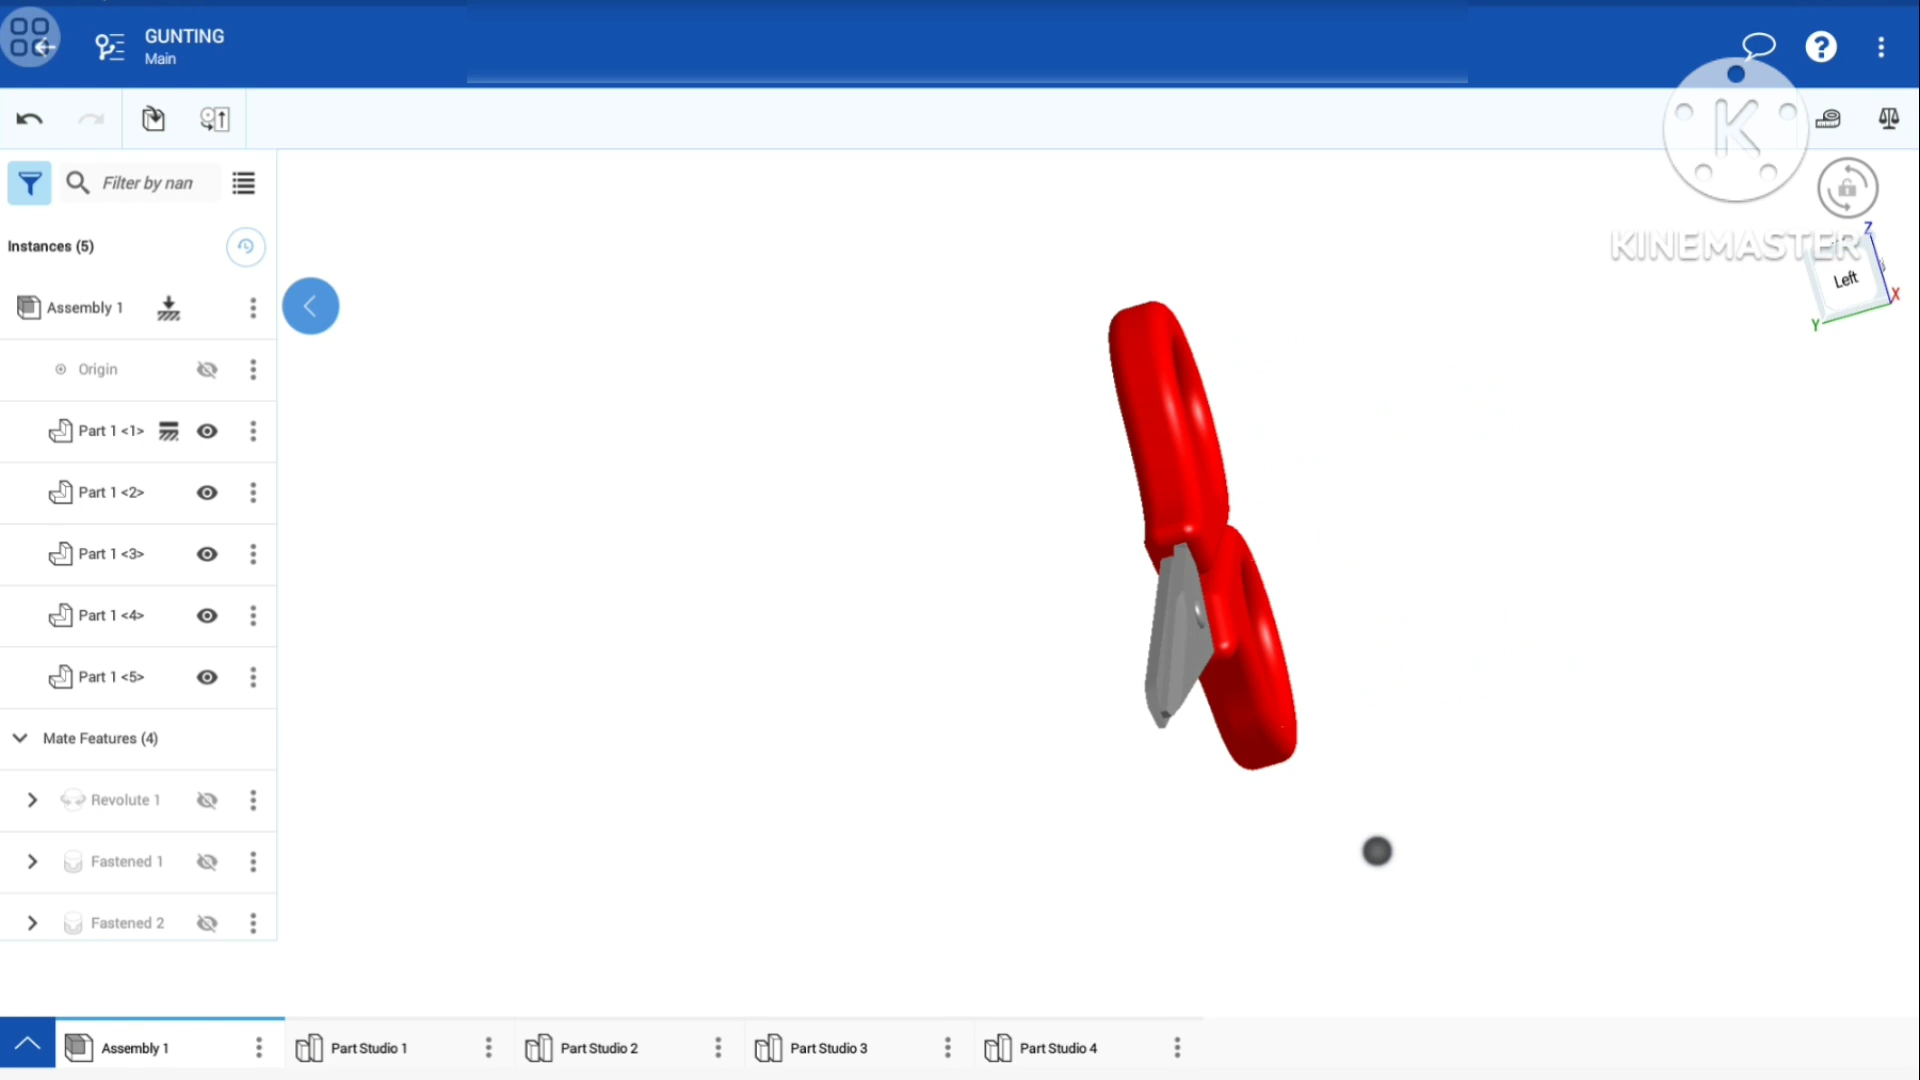 GUNTING
Main
K
KINEMASTER
Filter by nan
Instances (5)
Assembly 1
Origin
Part 1 <1>
Part 1 <2>
Part 1 <3>
Part 1 <4>
Part 1 <5>
Mate Features (4)
Revolute 1
Fastened 1
Fastened 2
Z
Left
X
Y
Assembly 1
Part Studio 1
Part Studio 2
Part Studio 3
Part Studio 4